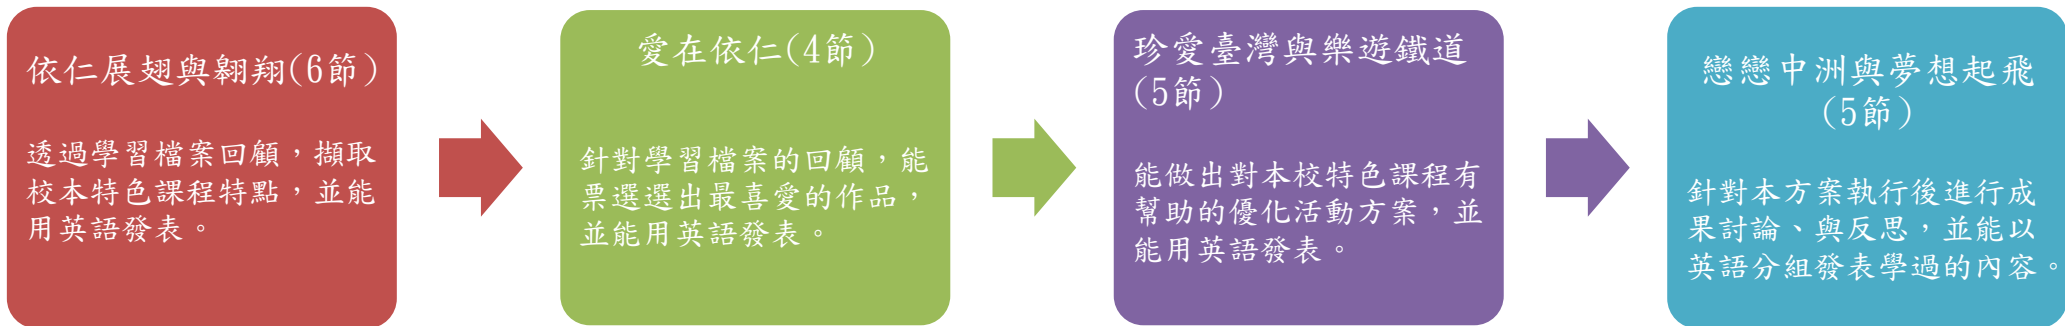 依仁展翅與翱翔(6節)
透過學習檔案回顧，擷取
校本特色課程特點，並能
用英語發表。
愛在依仁(4節)
針對學習檔案的回顧，能
票選選出最喜愛的作品，
並能用英語發表。
珍愛臺灣與樂遊鐵道
(5節)
能做出對本校特色課程有
幫助的優化活動方案，並
能用英語發表。
戀戀中洲與夢想起飛
(5節)
針對本方案執行後進行成
果討論、與反思，並能以
英語分組發表學過的內容。